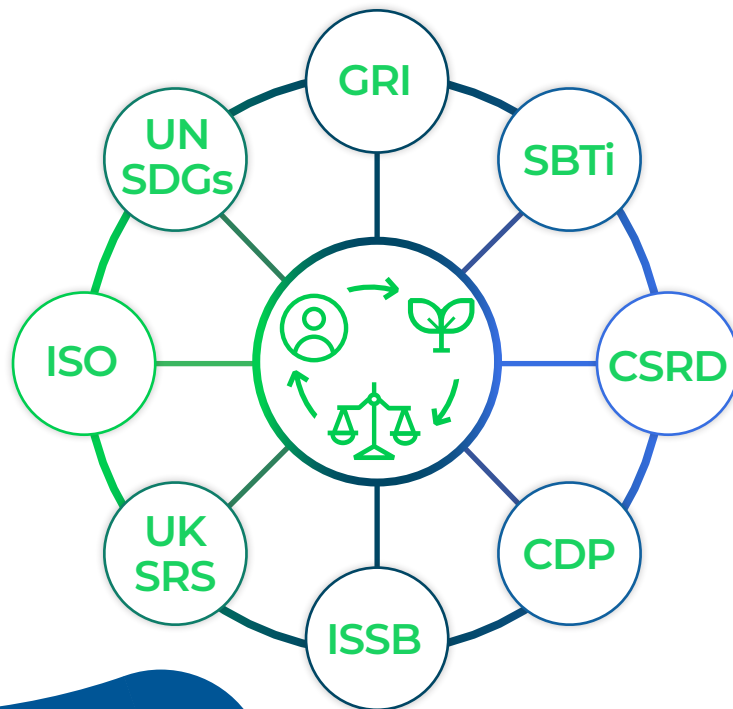 GRI
SBTi
CSRD
CDP
ISSB
UK
SRS
ISO
UN
SDGs